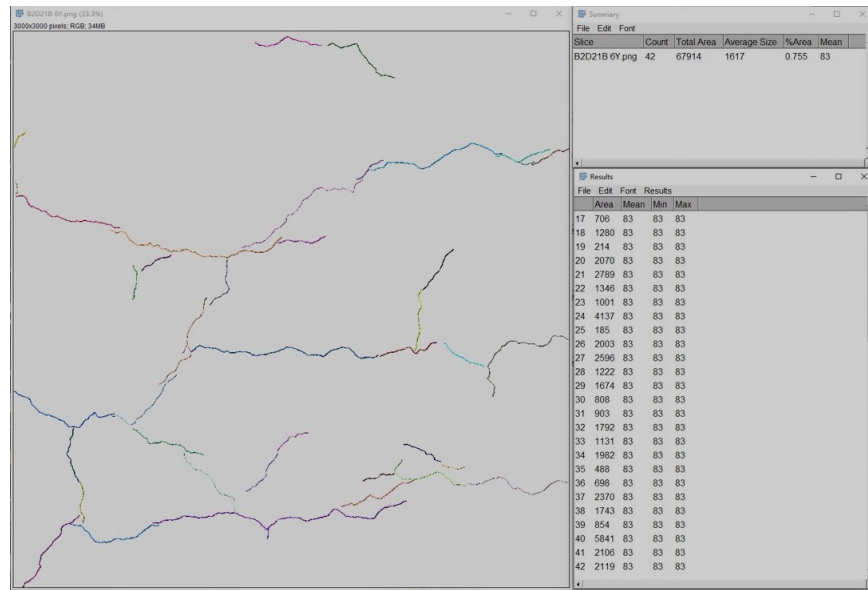 B2D21B 6Y.png (33.3%)
3000x3000 pixels; RGB; 34MB
Summary
File Edit Font
Slice Count Total Area Average Size %Area Mean
B2D21B 6Y.png 42 67914 1617 0.755 83
Results
File Edit Font Results
Area Mean Min Max
17 706 83 83 83
18 1280 83 83 83
19 214 83 83 83
20 2070 83 83 83
21 2789 83 83 83
22 1346 83 83 83
23 1001 83 83 83
24 4137 83 83 83
25 185 83 83 83
26 2003 83 83 83
27 2596 83 83 83
28 1222 83 83 83
29 1674 83 83 83
30 808 83 83 83
31 903 83 83 83
32 1792 83 83 83
33 1131 83 83 83
34 1982 83 83 83
35 488 83 83 83
36 698 83 83 83
37 2370 83 83 83
38 1743 83 83 83
39 854 83 83 83
40 5841 83 83 83
41 2106 83 83 83
42 2119 83 83 83